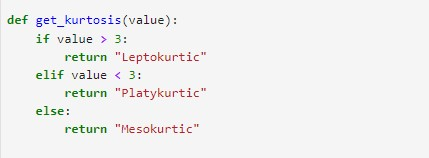 def get_kurtosis(value):
    if value > 3:
        return "Leptokurtic"
    elif value < 3:
        return "Platykurtic"
    else:
        return "Mesokurtic"